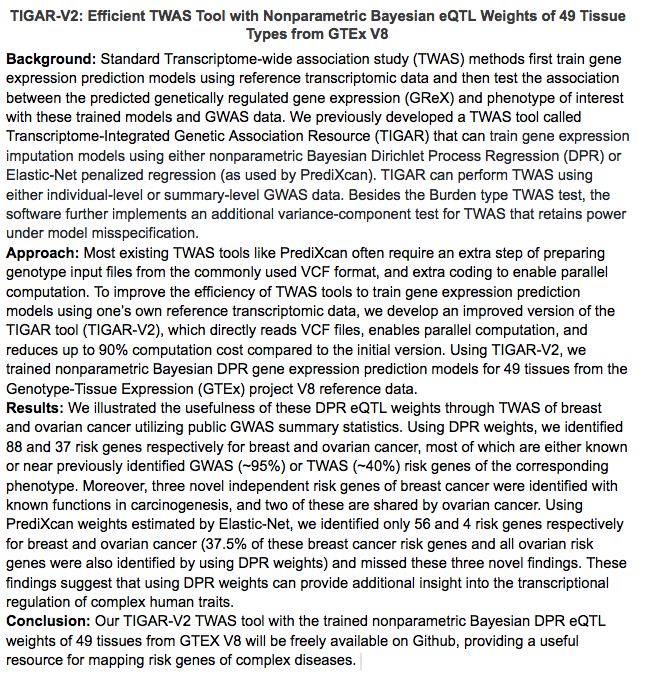 TIGAR-V2: Efficient TWAS Tool with Nonparametric Bayesian eQTL Weights of 49 Tissue
Types from GTEx V8
Background: Standard Transcriptome-wide association study (TWAS) methods first train gene
expression prediction models using reference transcriptomic data and then test the association
between the predicted genetically regulated gene expression (GReX) and phenotype of interest
with these trained models and GWAS data. We previously developed a TWAS tool called
Transcriptome-Integrated Genetic Association Resource (TIGAR) that can train gene expression
imputation models using either nonparametric Bayesian Dirichlet Process Regression (DPR) or
Elastic-Net penalized regression (as used by PrediXcan). TIGAR can perform TWAS using
either individual-level or summary-level GWAS data. Besides the Burden type TWAS test, the
software further implements an additional variance-component test for TWAS that retains power
under model misspecification.
Approach: Most existing TWAS tools like PrediXcan often require an extra step of preparing
genotype input files from the commonly used VCF format, and extra coding to enable parallel
computation. To improve the efficiency of TWAS tools to train gene expression prediction
models using one's own reference transcriptomic data, we develop an improved version of the
TIGAR tool (TIGAR-V2), which directly reads VCF files, enables parallel computation, and
reduces up to 90% computation cost compared to the initial version. Using TIGAR-V2, we
trained nonparametric Bayesian DPR gene expression prediction models for 49 tissues from the
Genotype-Tissue Expression (GTEx) project V8 reference data.
Results: We illustrated the usefulness of these DPR eQTL weights through TWAS of breast
and ovarian cancer utilizing public GWAS summary statistics. Using DPR weights, we identified
88 and 37 risk genes respectively for breast and ovarian cancer, most of which are either known
or near previously identified GWAS (~95%) or TWAS (~40%) risk genes of the corresponding
phenotype. Moreover, three novel independent risk genes of breast cancer were identified with
known functions in carcinogenesis, and two of these are shared by ovarian cancer. Using
PrediXcan weights estimated by Elastic-Net, we identified only 56 and 4 risk genes respectively
for breast and ovarian cancer (37.5% of these breast cancer risk genes and all ovarian risk
genes were also identified by using DPR weights) and missed these three novel findings. These
findings suggest that using DPR weights can provide additional insight into the transcriptional
regulation of complex human traits.
Conclusion: Our TIGAR-V2 TWAS tool with the trained nonparametric Bayesian DPR eQTL
weights of 49 tissues from GTEX V8 will be freely available on Github, providing a useful
resource for mapping risk genes of complex diseases.